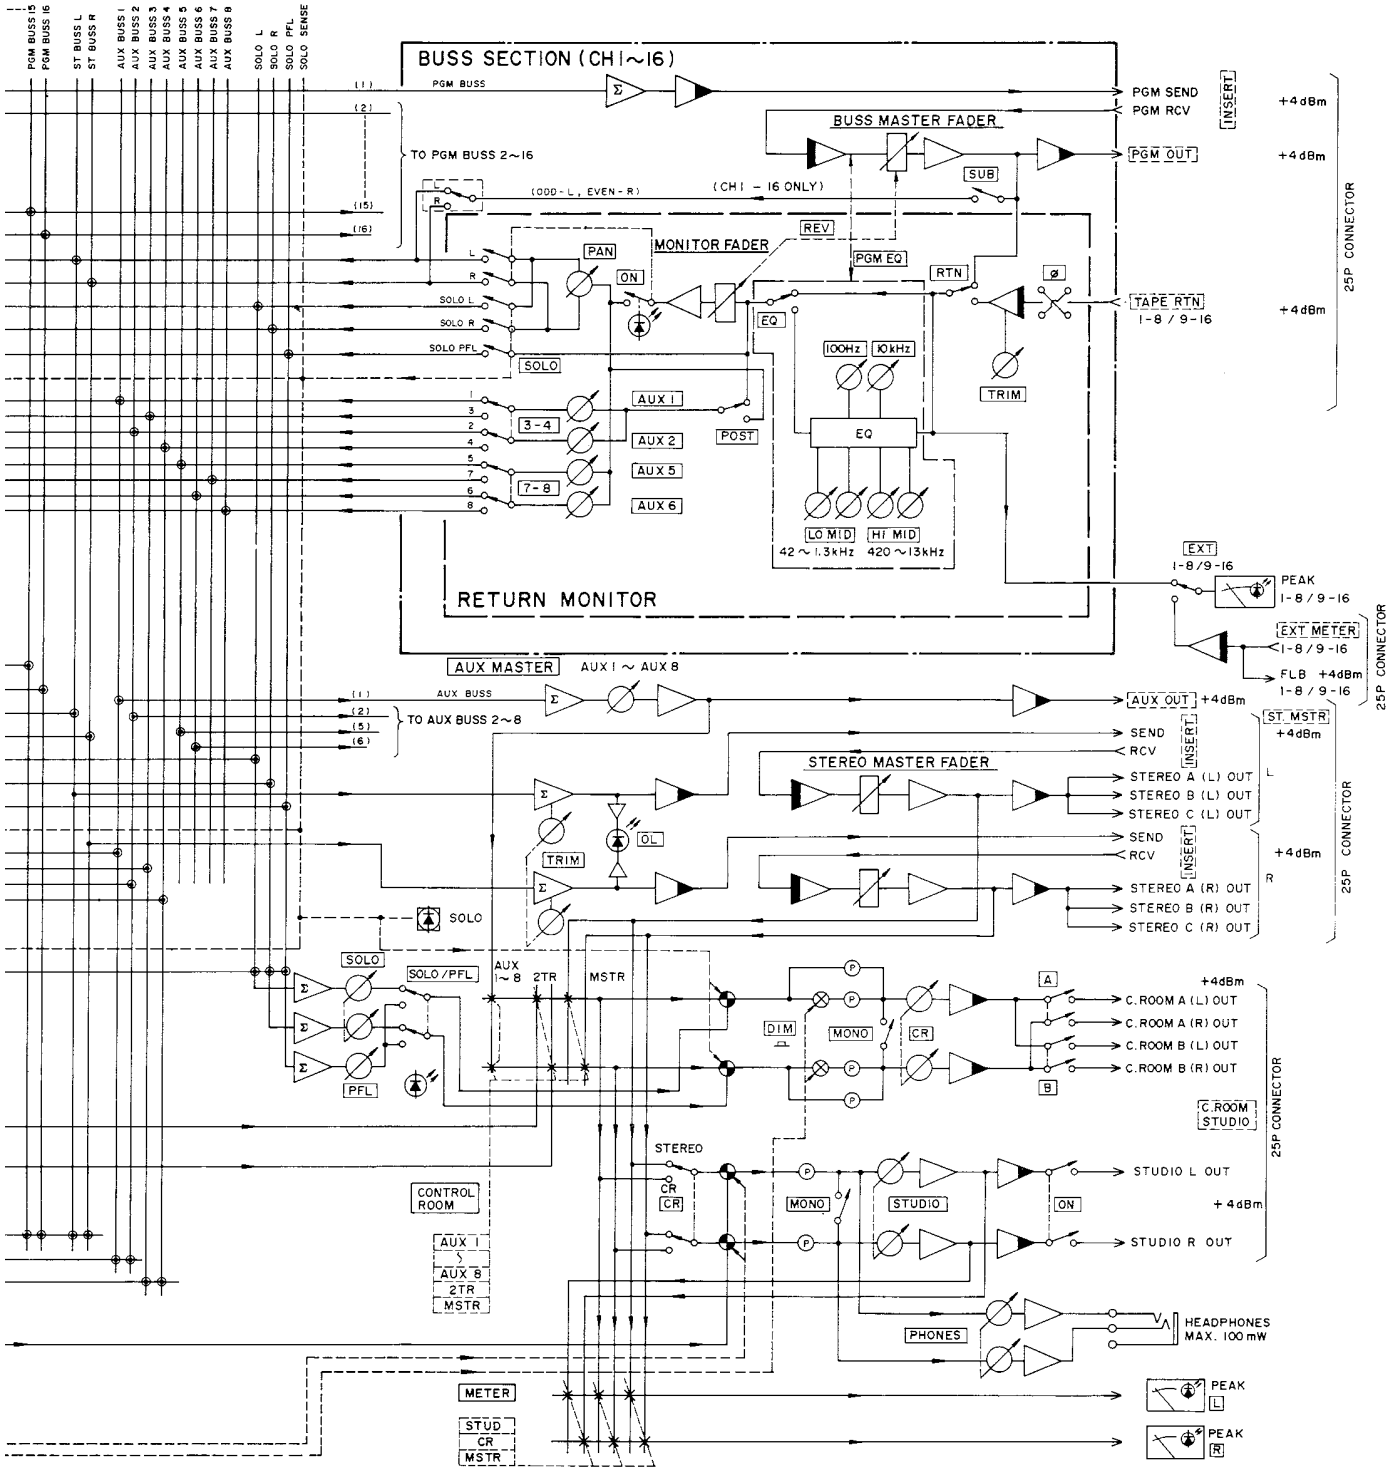 PGM BUSS 15
PGM BUSS 16
ST BUSS L
ST BUSS R
AUX BUSS 1
AUX BUSS 2
AUX BUSS 3
AUX BUSS 4
AUX BUSS 5
AUX BUSS 6
AUX BUSS 7
AUX BUSS 8
SOLO L
SOLO R
SOLO PFL
SOLO SENSE
BUSS SECTION (CH1~16)
(1) PGM BUSS
Σ
PGM SEND
PGM RCV
INSERT
+4dBm
(2)
TO PGM BUSS 2~16
BUSS MASTER FADER
PGM OUT
+4dBm
SUB
L
R
(ODD-L, EVEN-R)
(CH1 - 16 ONLY)
(15)
(16)
REV
MONITOR FADER
PAN
ON
PGM EQ
RTN
Ø
L
R
SOLO L
SOLO R
SOLO PFL
SOLO
EQ
TAPE RTN
1-8 / 9-16
+4dBm
25P CONNECTOR
100Hz
10kHz
TRIM
1
3
2
4
5
7
6
8
3-4
7-8
AUX 1
AUX 2
AUX 5
AUX 6
POST
EQ
LO MID
HI MID
42 ~ 1.3kHz
420 ~ 13kHz
RETURN MONITOR
EXT
1-8/9-16
PEAK
1-8 / 9-16
EXT METER
1-8/9-16
FLB +4dBm
1-8 / 9-16
25P CONNECTOR
AUX MASTER
AUX 1 ~ AUX 8
(1)
AUX BUSS
Σ
(2)
(5)
(6)
TO AUX BUSS 2~8
AUX OUT
+4dBm
ST. MSTR
+4dBm
SEND
RCV
INSERT
STEREO MASTER FADER
STEREO A (L) OUT
STEREO B (L) OUT
STEREO C (L) OUT
L
Σ
OL
TRIM
Σ
SEND
RCV
INSERT
+4dBm
STEREO A (R) OUT
STEREO B (R) OUT
STEREO C (R) OUT
R
25P CONNECTOR
SOLO
SOLO
SOLO/PFL
Σ
Σ
Σ
PFL
AUX
1~8
2TR
MSTR
P
P
P
P
DIM
MONO
CR
A
B
+4dBm
C.ROOM A (L) OUT
C.ROOM A (R) OUT
C.ROOM B (L) OUT
C.ROOM B (R) OUT
C.ROOM
STUDIO
25P CONNECTOR
STEREO
CR
CR
P
P
MONO
STUDIO
ON
STUDIO L OUT
+4dBm
STUDIO R OUT
CONTROL
ROOM
AUX 1
~
AUX 8
2TR
MSTR
PHONES
HEADPHONES
MAX. 100mW
METER
STUD
CR
MSTR
PEAK
L
PEAK
R